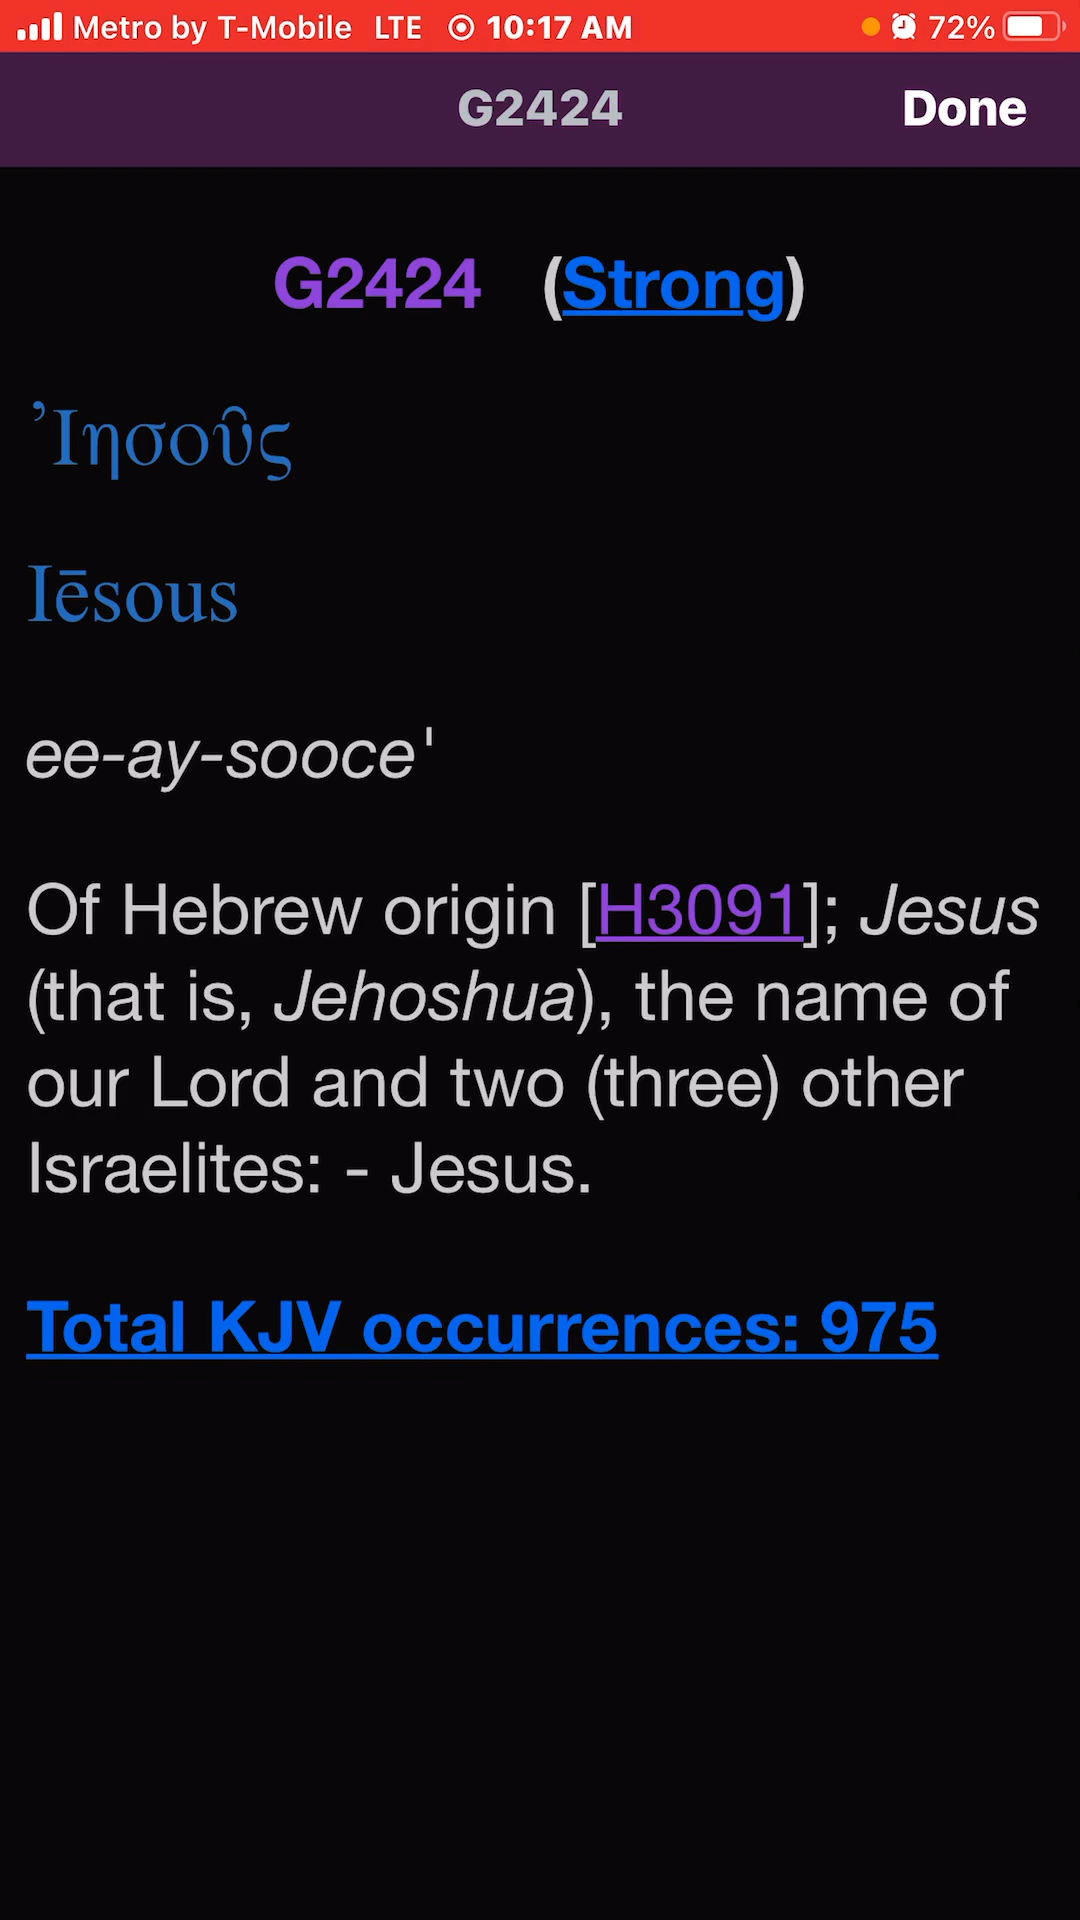 Metro by T-Mobile LTE 10:17 AM 72%
G2424 Done
G2424 (Strong)
Ἰησοῦς
Iēsous
ee-ay-sooce'
Of Hebrew origin [H3091]; Jesus
(that is, Jehoshua), the name of
our Lord and two (three) other
Israelites: - Jesus.
Total KJV occurrences: 975